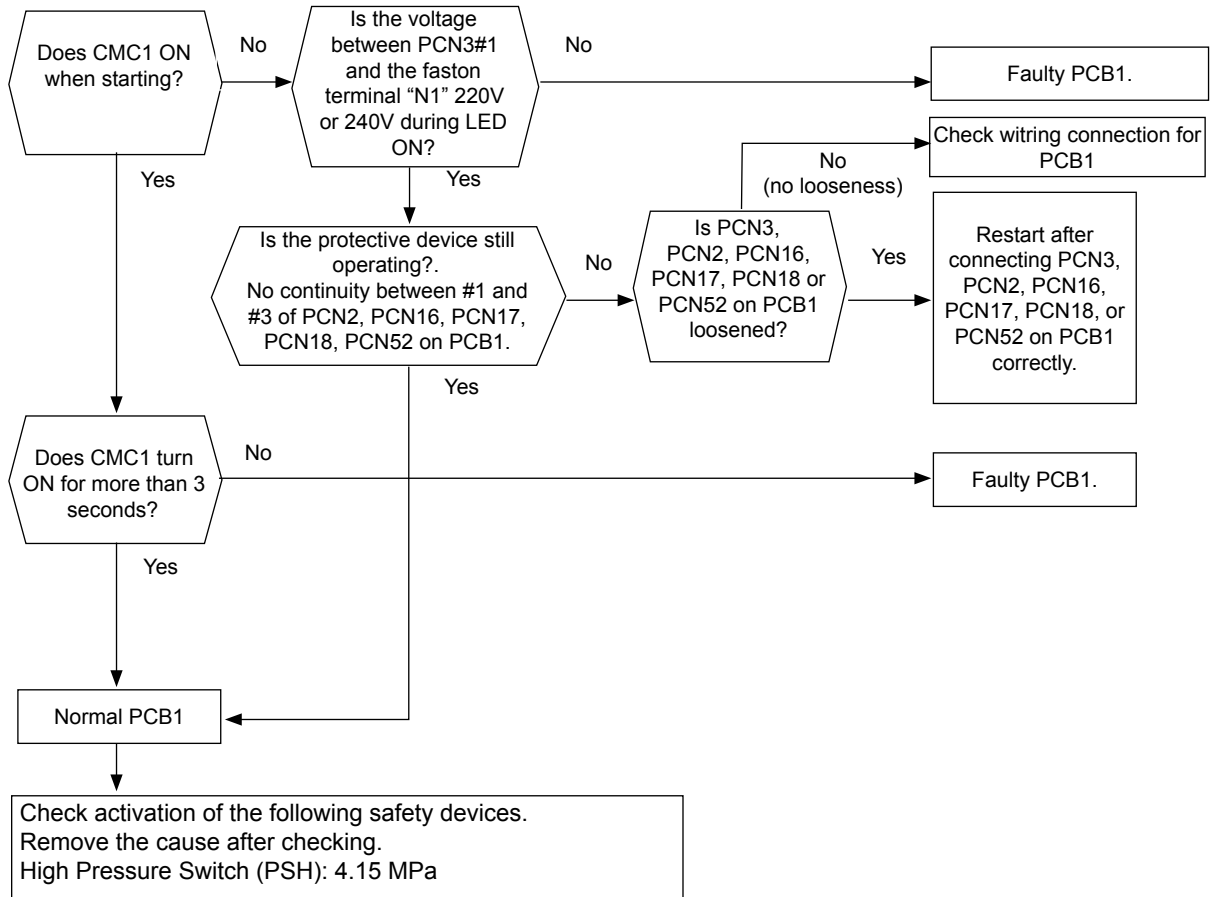 Does CMC1 ON
when starting?
No
Is the voltage
between PCN3#1
and the faston
terminal “N1” 220V
or 240V during LED
ON?
No
Faulty PCB1.
Yes
Yes
Check witring connection for
PCB1
No
(no looseness)
Is the protective device still
operating?.
No continuity between #1 and
#3 of PCN2, PCN16, PCN17,
PCN18, PCN52 on PCB1.
No
Is PCN3,
PCN2, PCN16,
PCN17, PCN18 or
PCN52 on PCB1
loosened?
Yes
Restart after
connecting PCN3,
PCN2, PCN16,
PCN17, PCN18, or
PCN52 on PCB1
correctly.
Yes
Does CMC1 turn
ON for more than 3
seconds?
No
Faulty PCB1.
Yes
Normal PCB1
Check activation of the following safety devices.
Remove the cause after checking.
High Pressure Switch (PSH): 4.15 MPa